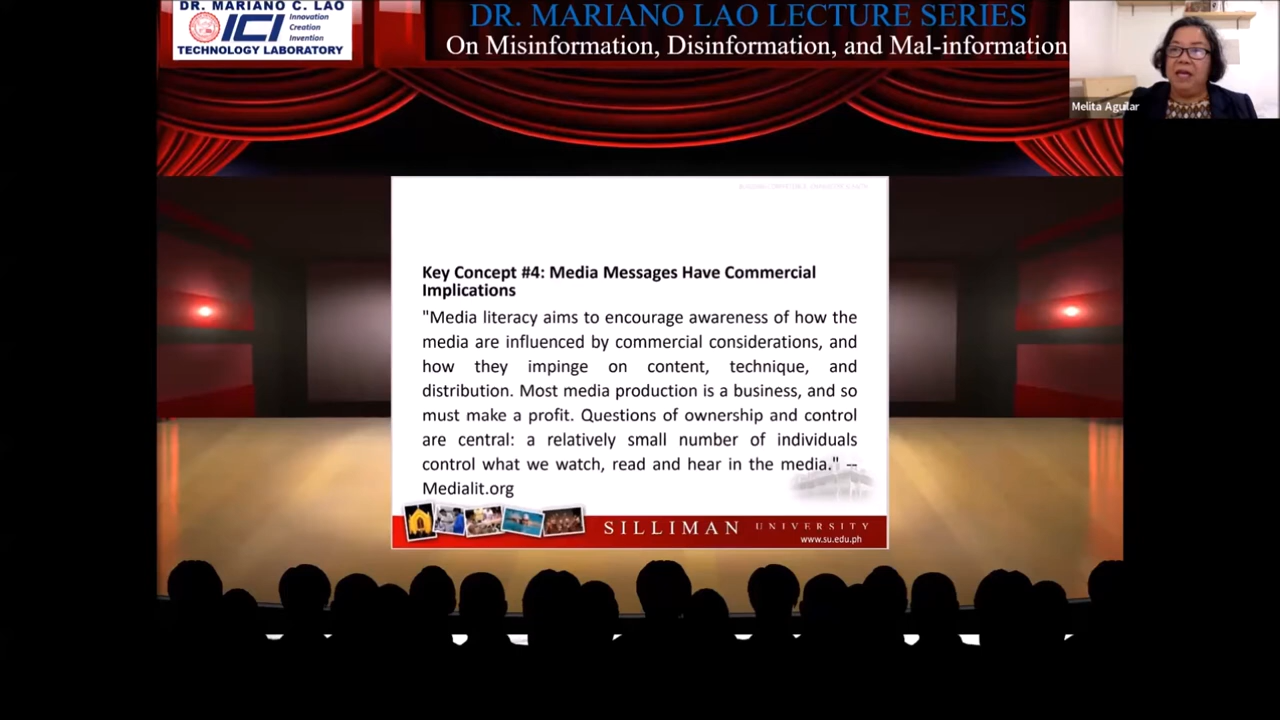 DR. MARIANO C. LAO
ICI
Innovation
Creation
Invention
TECHNOLOGY LABORATORY
DR. MARIANO LAO LECTURE SERIES
On Misinformation, Disinformation, and Mal-information
Melita Aguilar
Key Concept #4: Media Messages Have Commercial
Implications
"Media literacy aims to encourage awareness of how the
media are influenced by commercial considerations, and
how they impinge on content, technique, and
distribution. Most media production is a business, and so
must make a profit. Questions of ownership and control
are central: a relatively small number of individuals
control what we watch, read and hear in the media." --
Medialit.org
SILLIMAN UNIVERSITY
www.su.edu.ph